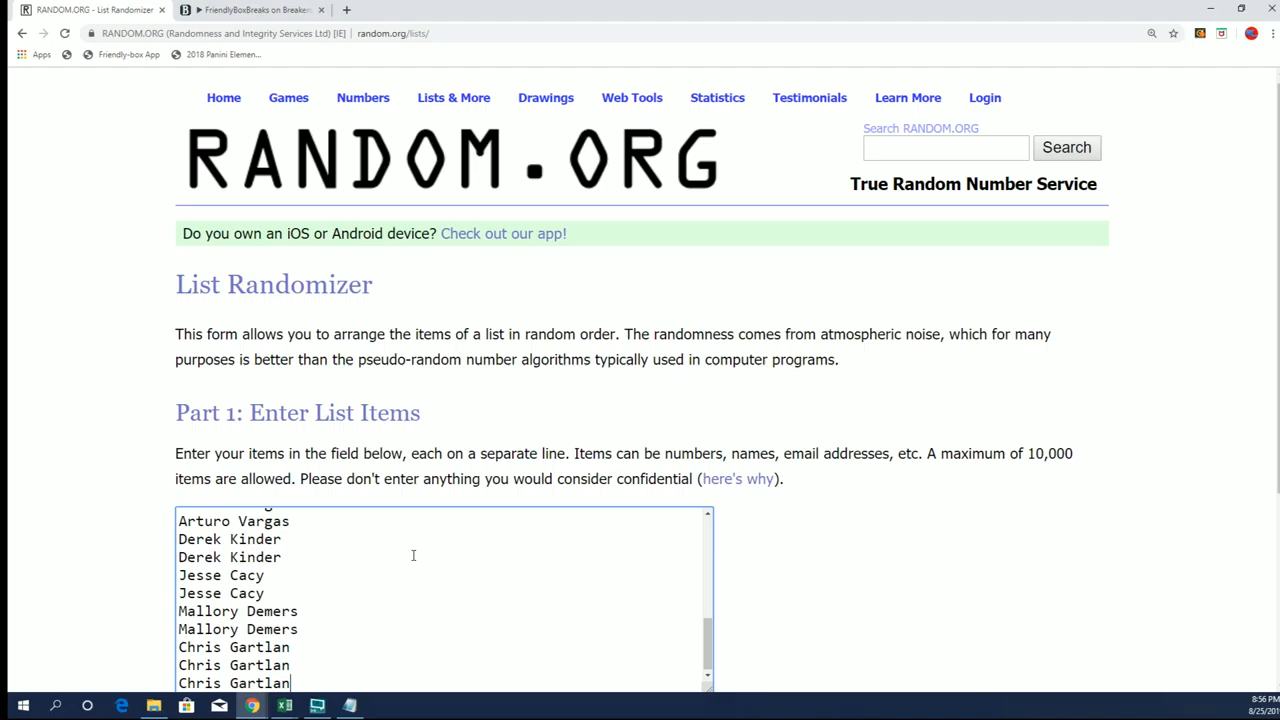 RANDOM.ORG - List Randomizer
FriendlyBoxBreaks on Breaker
RANDOM.ORG (Randomness and Integrity Services Ltd) [IE] | random.org/lists/
Apps Friendly-box App 2018 Panini Elemen...
Home Games Numbers Lists & More Drawings Web Tools Statistics Testimonials Learn More Login
RANDOM.ORG
Search RANDOM.ORG
Search
True Random Number Service
Do you own an iOS or Android device? Check out our app!
List Randomizer
This form allows you to arrange the items of a list in random order. The randomness comes from atmospheric noise, which for many
purposes is better than the pseudo-random number algorithms typically used in computer programs.
Part 1: Enter List Items
Enter your items in the field below, each on a separate line. Items can be numbers, names, email addresses, etc. A maximum of 10,000
items are allowed. Please don't enter anything you would consider confidential (here's why).
Arturo Vargas
Derek Kinder
Derek Kinder
Jesse Cacy
Jesse Cacy
Mallory Demers
Mallory Demers
Chris Gartlan
Chris Gartlan
Chris Gartlan
8:56 PM
8/25/201